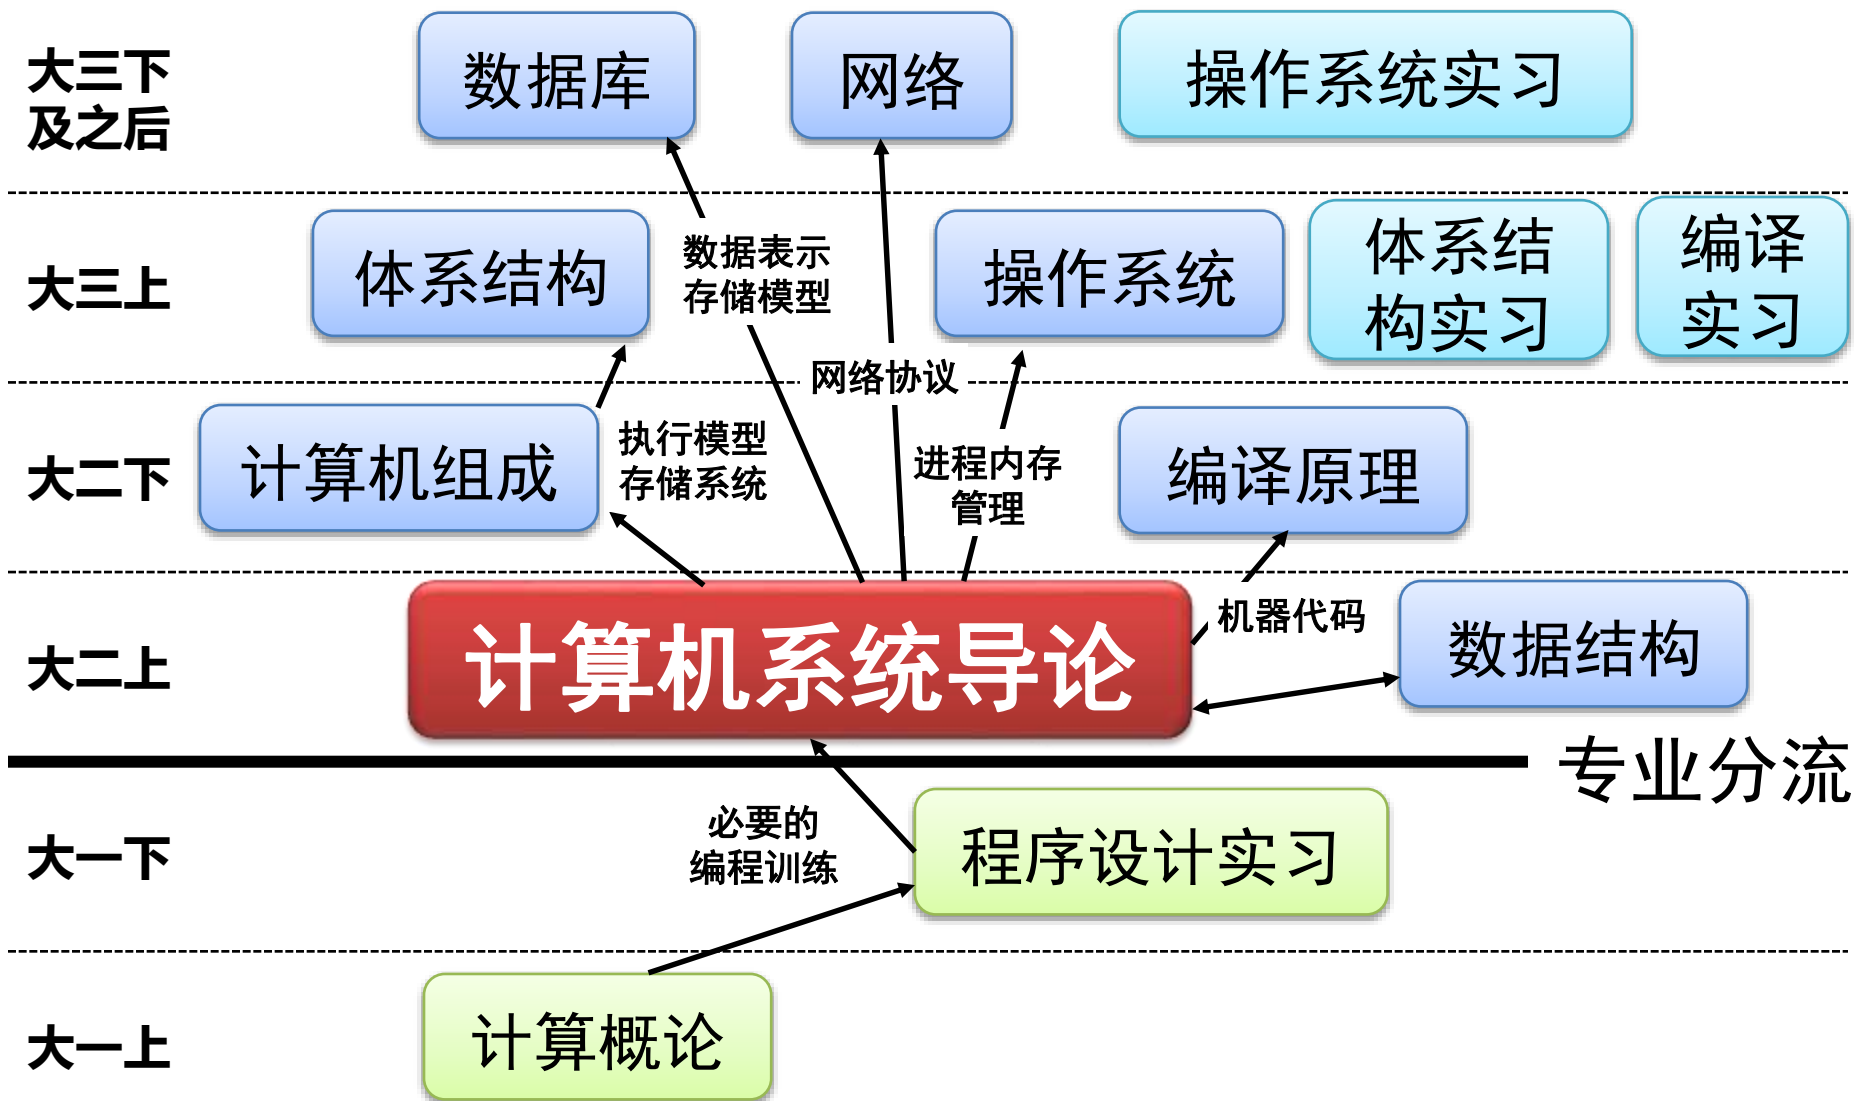 大三下
及之后
数据库
网络
操作系统实习
大三上
体系结构
数据表示
存储模型
操作系统
体系结
构实习
编译
实习
网络协议
大二下
计算机组成
执行模型
存储系统
进程内存
管理
编译原理
大二上
计算机系统导论
机器代码
数据结构
专业分流
大一下
必要的
编程训练
程序设计实习
大一上
计算概论